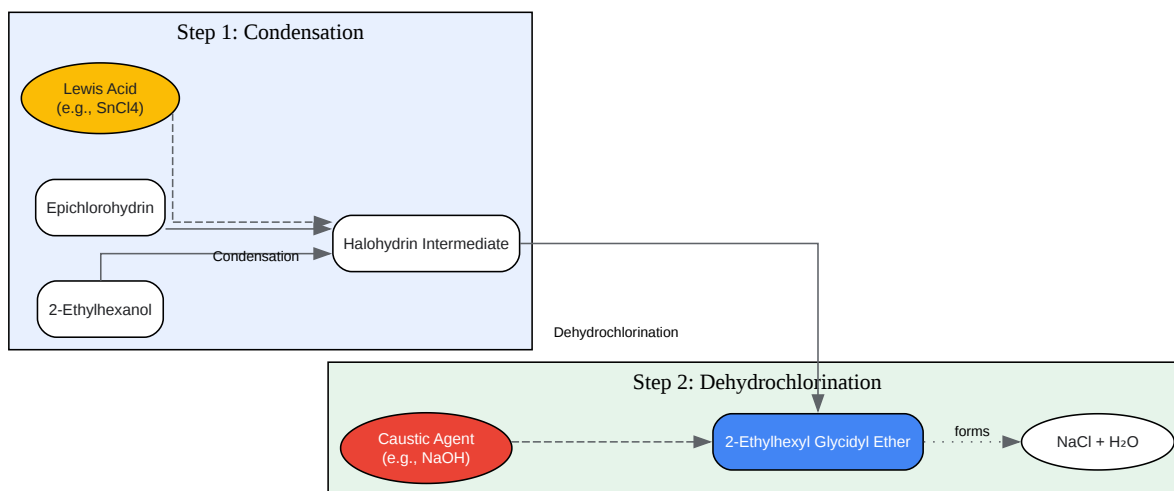 Step 1: Condensation
Lewis Acid
(e.g., SnCl4)
Epichlorohydrin
Halohydrin Intermediate
Condensation
2-Ethylhexanol
Dehydrochlorination
Step 2: Dehydrochlorination
Caustic Agent
(e.g., NaOH)
2-Ethylhexyl Glycidyl Ether
forms
NaCl + H₂O